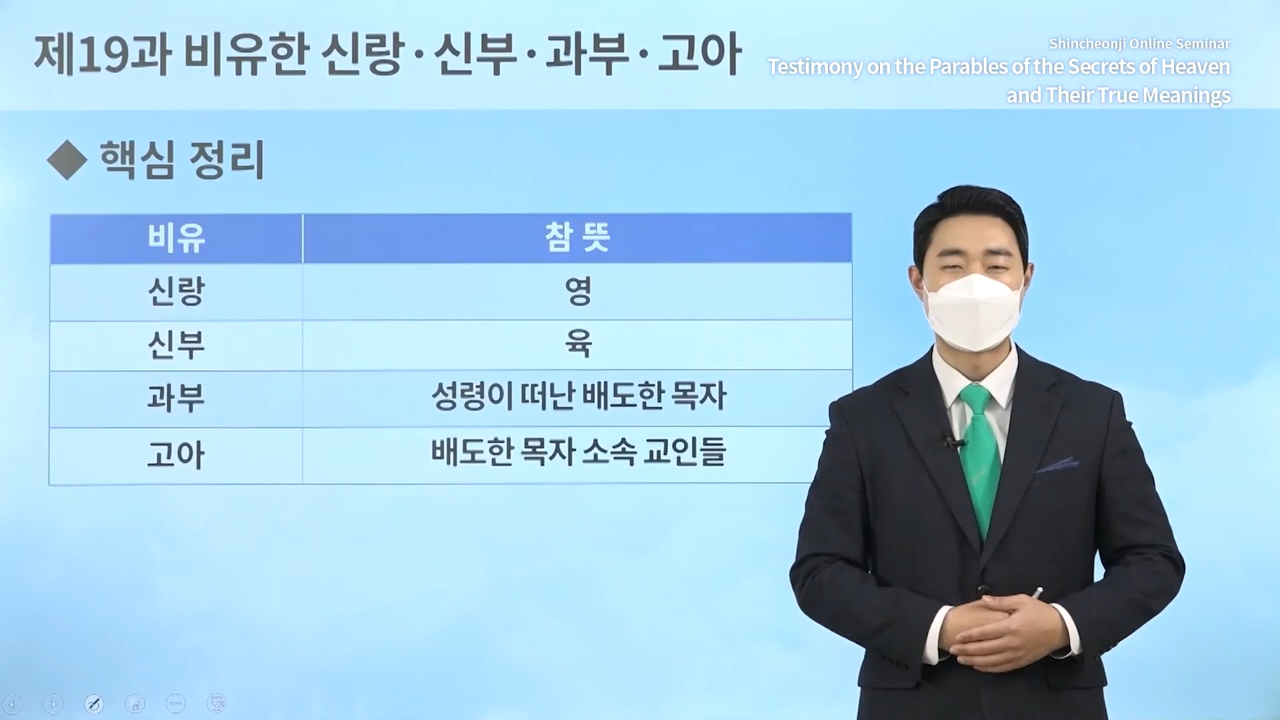 제19과 비유한 신랑·신부·과부·고아
Shincheonji Online Seminar
Testimony on the Parables of the Secrets of Heaven
and Their True Meanings
◆ 핵심 정리
비유 참 뜻
신랑 영
신부 육
과부 성령이 떠난 배도한 목자
고아 배도한 목자 소속 교인들